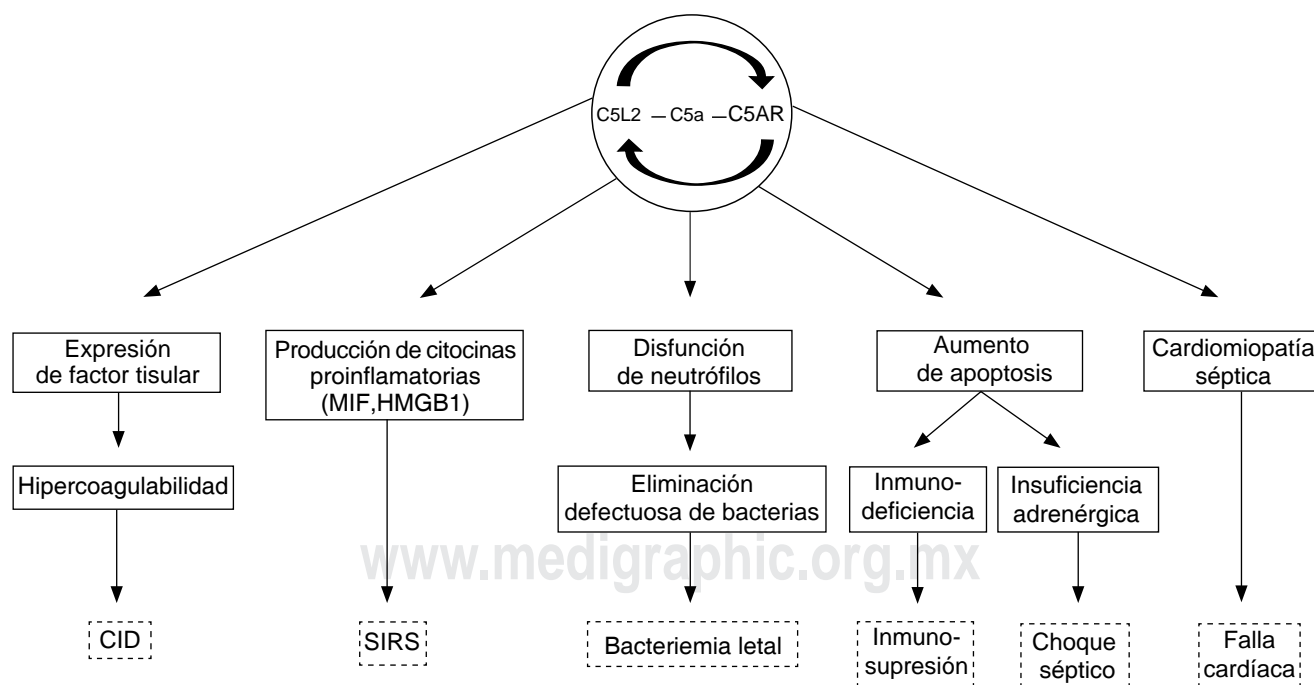 C5L2 – C5a – C5AR
Expresión
de factor tisular
Producción de citocinas
proinflamatorias
(MIF,HMGB1)
Disfunción
de neutrófilos
Aumento
de apoptosis
Cardiomiopatía
séptica
Hipercoagulabilidad
Eliminación
defectuosa de bacterias
Inmuno-
deficiencia
Insuficiencia
adrenérgica
www.medigraphic.org.mx
CID
SIRS
Bacteriemia letal
Inmuno-
supresión
Choque
séptico
Falla
cardíaca